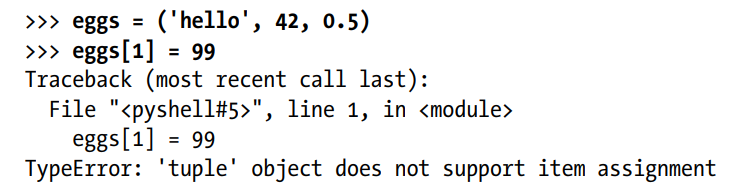 >>> eggs = ('hello', 42, 0.5)
>>> eggs[1] = 99
Traceback (most recent call last):
  File "<pyshell#5>", line 1, in <module>
    eggs[1] = 99
TypeError: 'tuple' object does not support item assignment